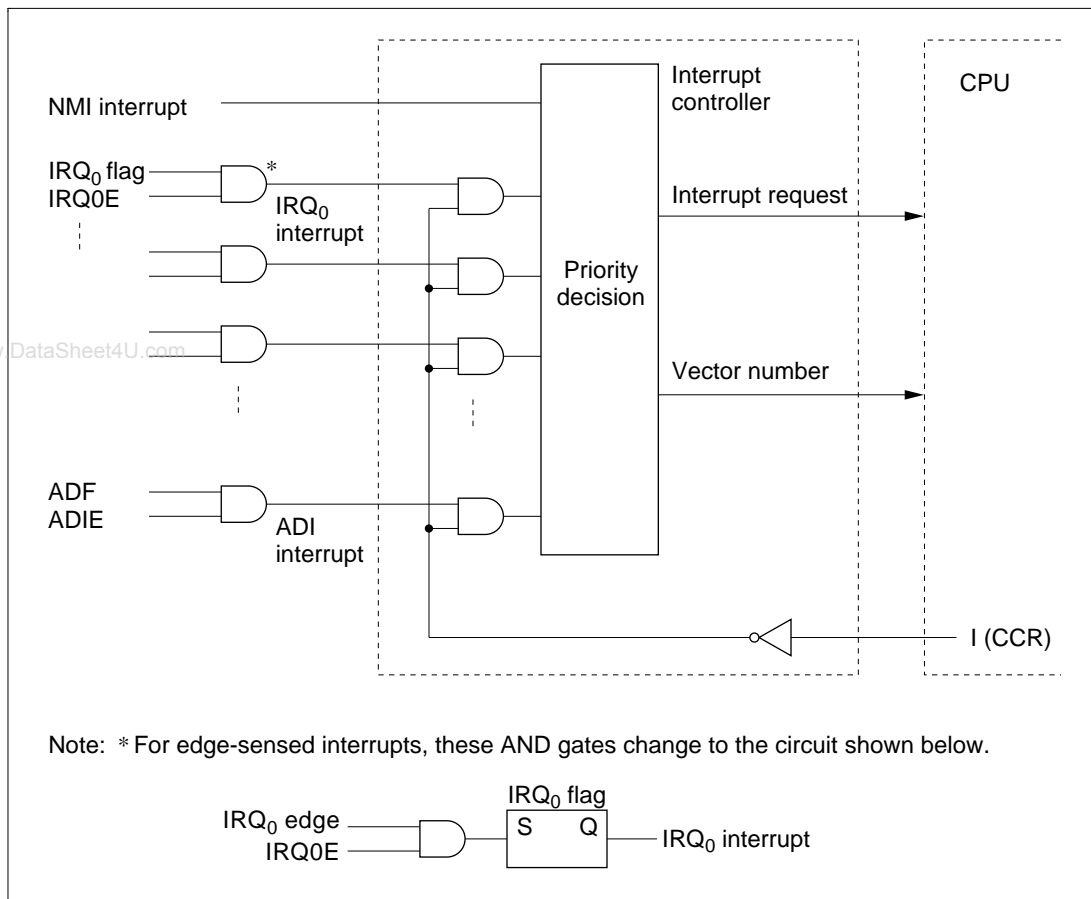 NMI interrupt
IRQ₀ flag
IRQ0E
*
IRQ₀
interrupt
Interrupt
controller
CPU
Interrupt request
Priority
decision
Vector number
.DataSheet4U.com
ADF
ADIE
ADI
interrupt
I (CCR)
Note: * For edge-sensed interrupts, these AND gates change to the circuit shown below.
IRQ₀ flag
IRQ₀ edge
IRQ0E
S Q
IRQ₀ interrupt